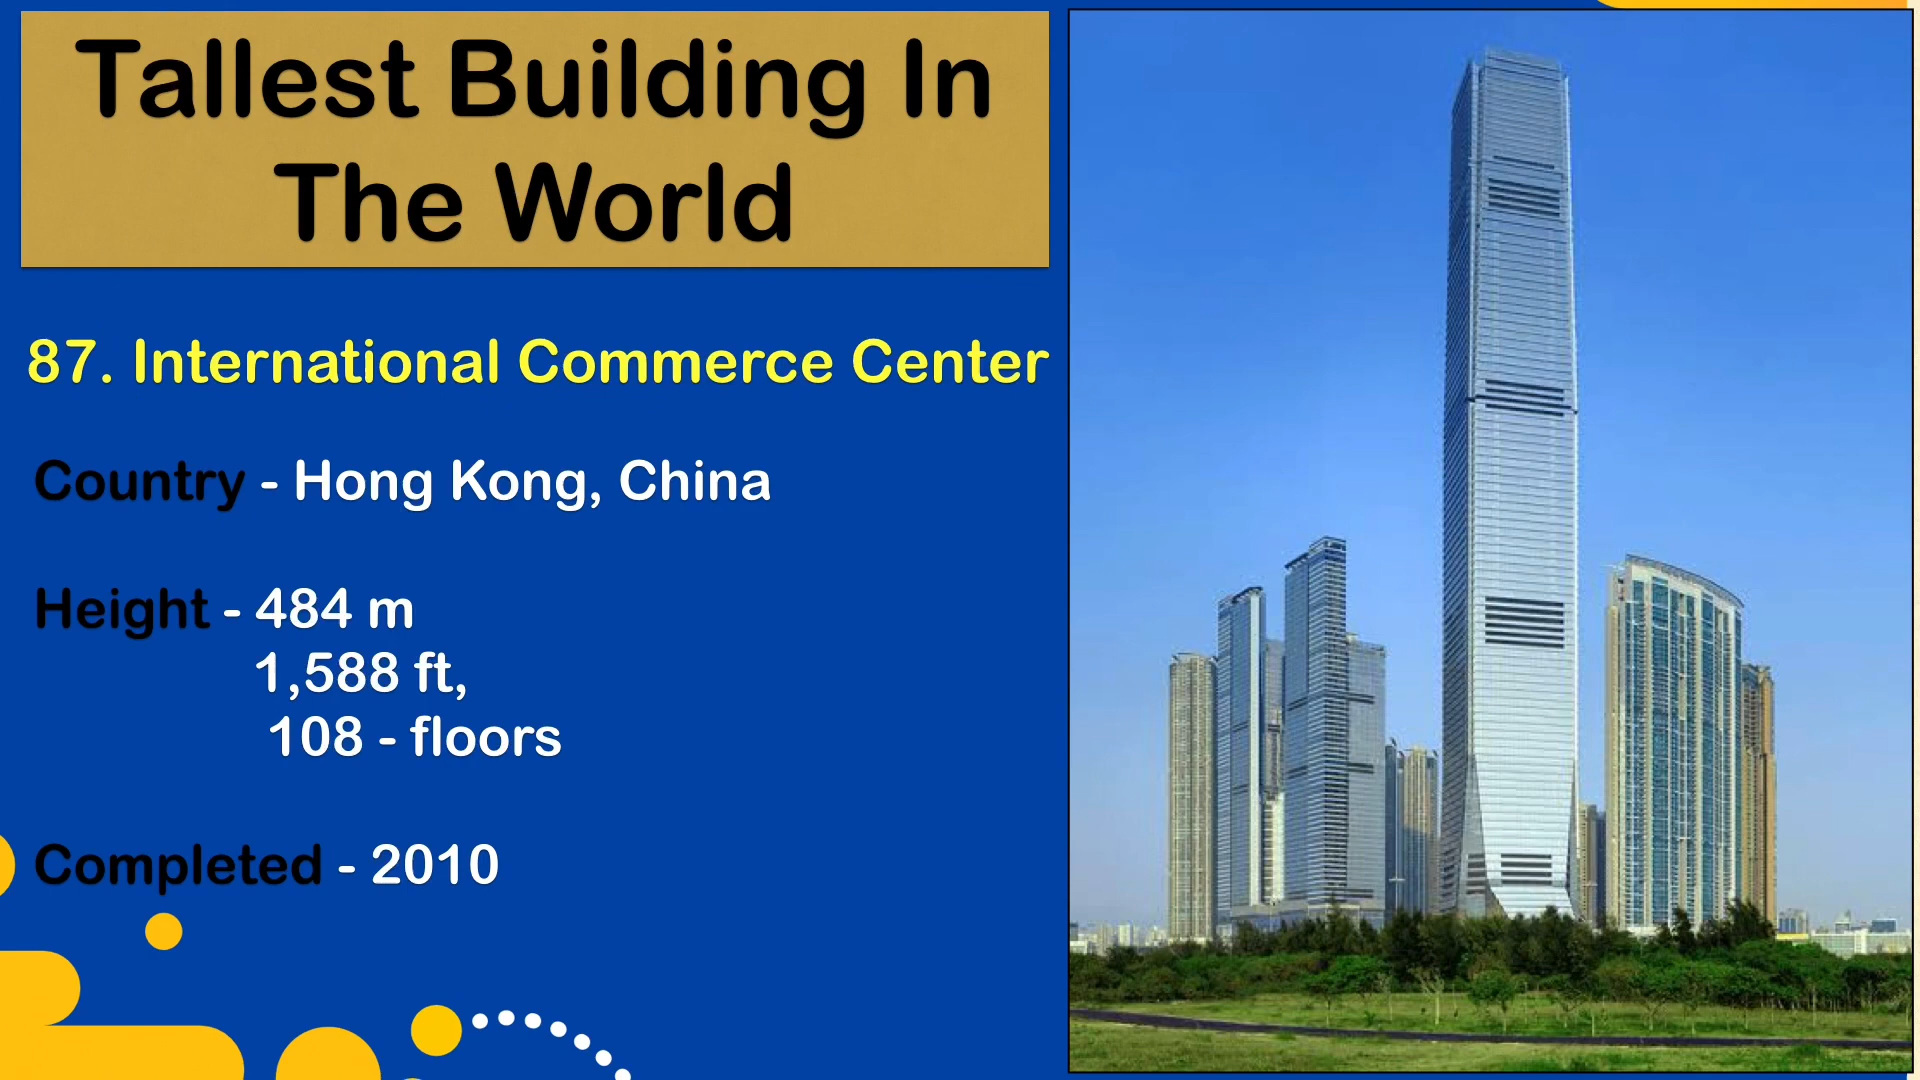 Tallest Building In
The World
87. International Commerce Center
Country - Hong Kong, China
Height - 484 m
1,588 ft,
108 - floors
Completed - 2010